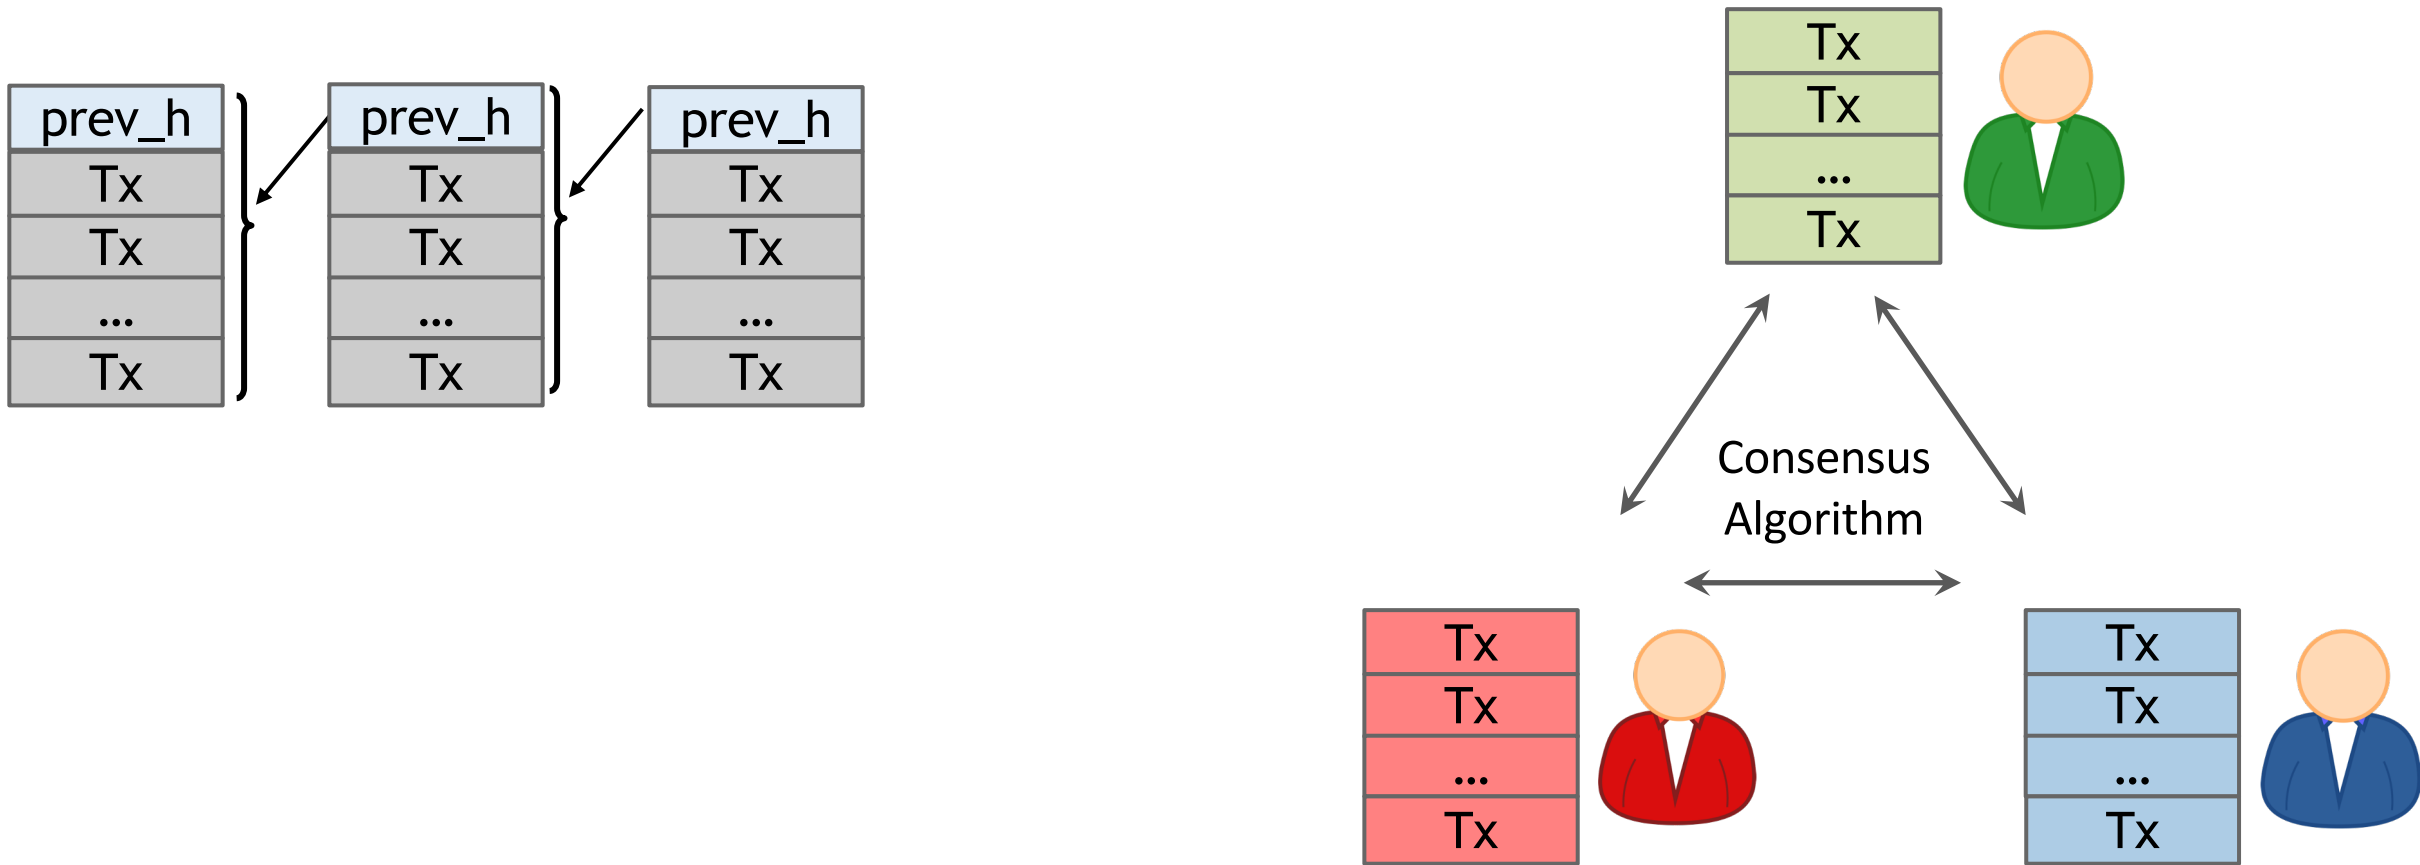 prev_h
Tx
Tx
...
Tx
prev_h
Tx
Tx
...
Tx
prev_h
Tx
Tx
...
Tx
Tx
Tx
...
Tx
Consensus
Algorithm
Tx
Tx
...
Tx
Tx
Tx
...
Tx